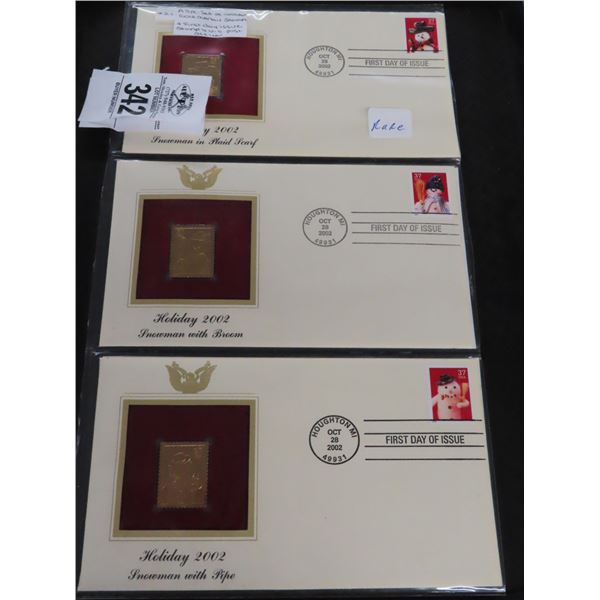 342
37
HOUGHTON MI
OCT
28
2002
49931
FIRST DAY OF ISSUE
Rare
2002
Snowman in Plaid Scarf
37
HOUGHTON MI
OCT
28
2002
49931
FIRST DAY OF ISSUE
Holiday 2002
Snowman with Broom
37
HOUGHTON MI
OCT
28
2002
49931
FIRST DAY OF ISSUE
Holiday 2002
Snowman with Pipe